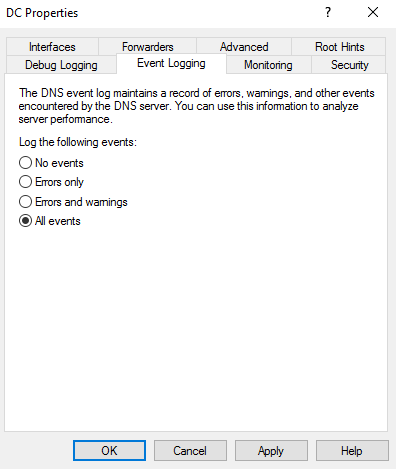 DC Properties
?
Interfaces Forwarders Advanced Root Hints
Debug Logging Event Logging Monitoring Security
The DNS event log maintains a record of errors, warnings, and other events
encountered by the DNS server. You can use this information to analyze
server performance.
Log the following events:
No events
Errors only
Errors and warnings
All events
OK Cancel Apply Help